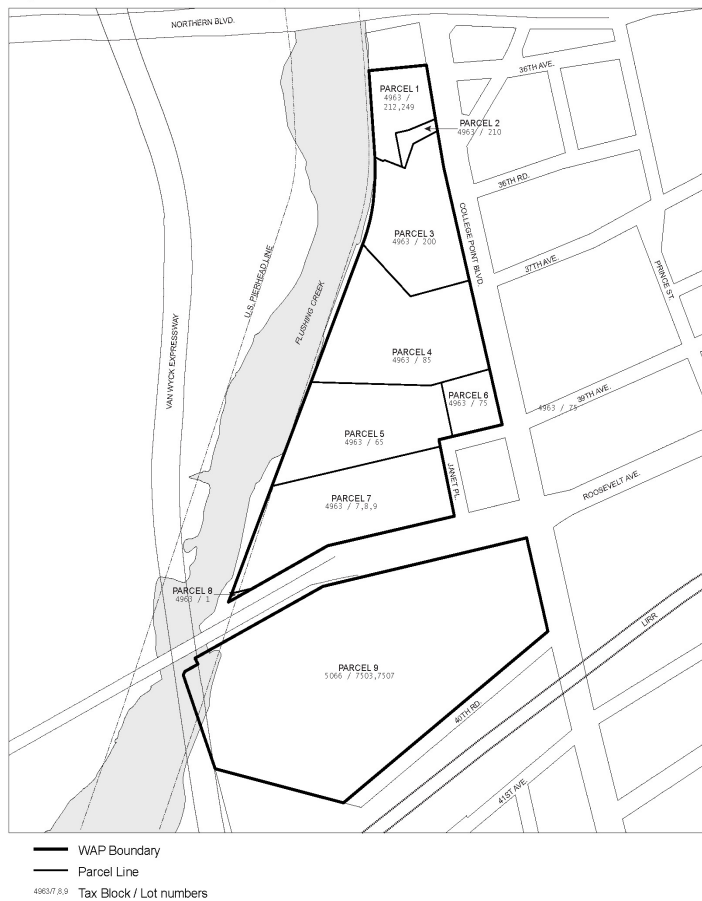 NORTHERN BLVD.
36TH AVE.
PARCEL 1
4963 /
212,249
PARCEL 2
4963 / 210
36TH RD.
COLLEGE POINT BLVD.
PARCEL 3
4963 / 200
37TH AVE.
PRINCE ST.
U.S. PIERHEAD LINE
FLUSHING CREEK
VAN WYCK EXPRESSWAY
PARCEL 4
4963 / 85
PARCEL 6
4963 / 75
4963 / 75
39TH AVE.
PARCEL 5
4963 / 65
JANET PL.
ROOSEVELT AVE.
PARCEL 7
4963 / 7,8,9
PARCEL 8
4963 / 1
LIRR
PARCEL 9
5066 / 7503,7507
40TH RD.
41ST AVE.
WAP Boundary
Parcel Line
4963/7,8,9 Tax Block / Lot numbers